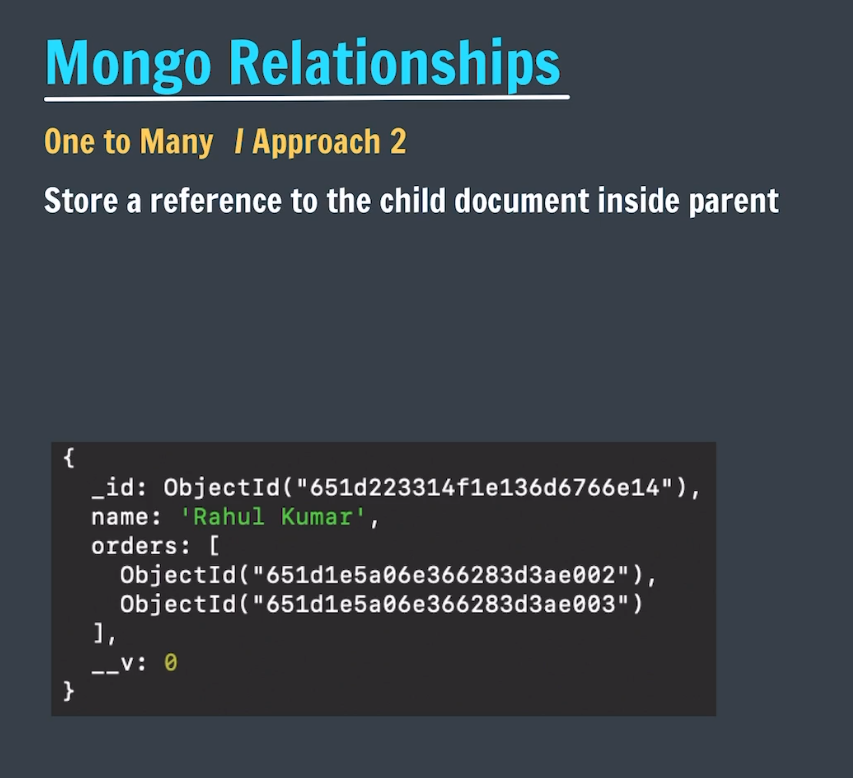 Mongo Relationships
One to Many / Approach 2
Store a reference to the child document inside parent
{
_id: ObjectId("651d223314f1e136d6766e14"),
name: 'Rahul Kumar',
orders: [
ObjectId("651d1e5a06e366283d3ae002"),
ObjectId("651d1e5a06e366283d3ae003")
],
__v: 0
}